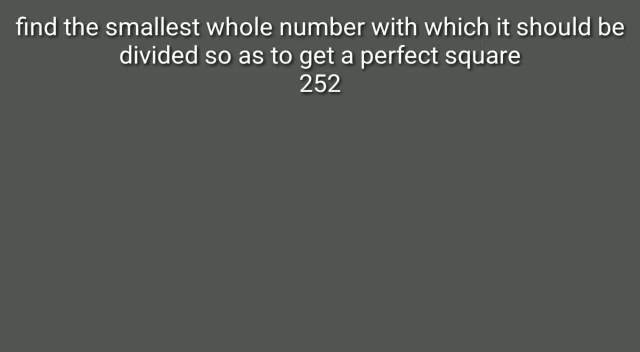 find the smallest whole number with which it should be
divided so as to get a perfect square
252